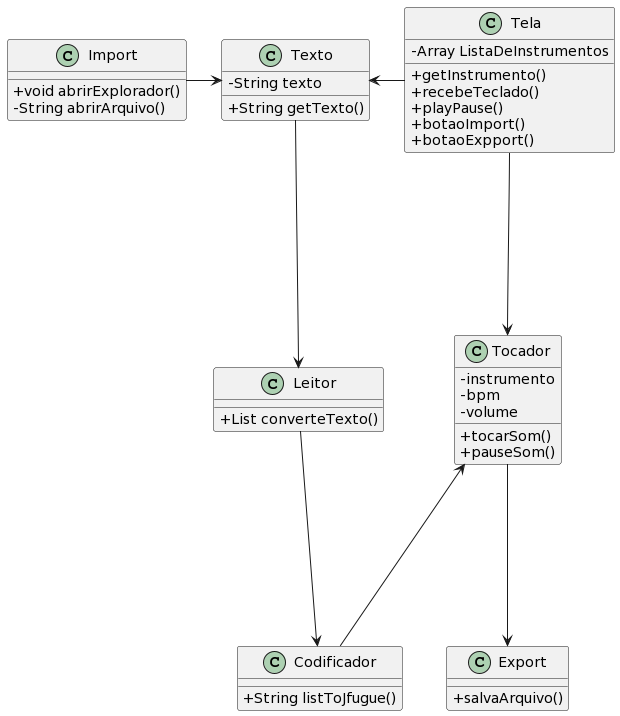 C Import
+void abrirExplorador()
-String abrirArquivo()
C Texto
-String texto
+String getTexto()
C Tela
-Array ListaDeInstrumentos
+getInstrumento()
+recebeTeclado()
+playPause()
+botaoImport()
+botaoExpport()
C Leitor
+List converteTexto()
C Tocador
-instrumento
-bpm
-volume
+tocarSom()
+pauseSom()
C Codificador
+String listToJfugue()
C Export
+salvaArquivo()